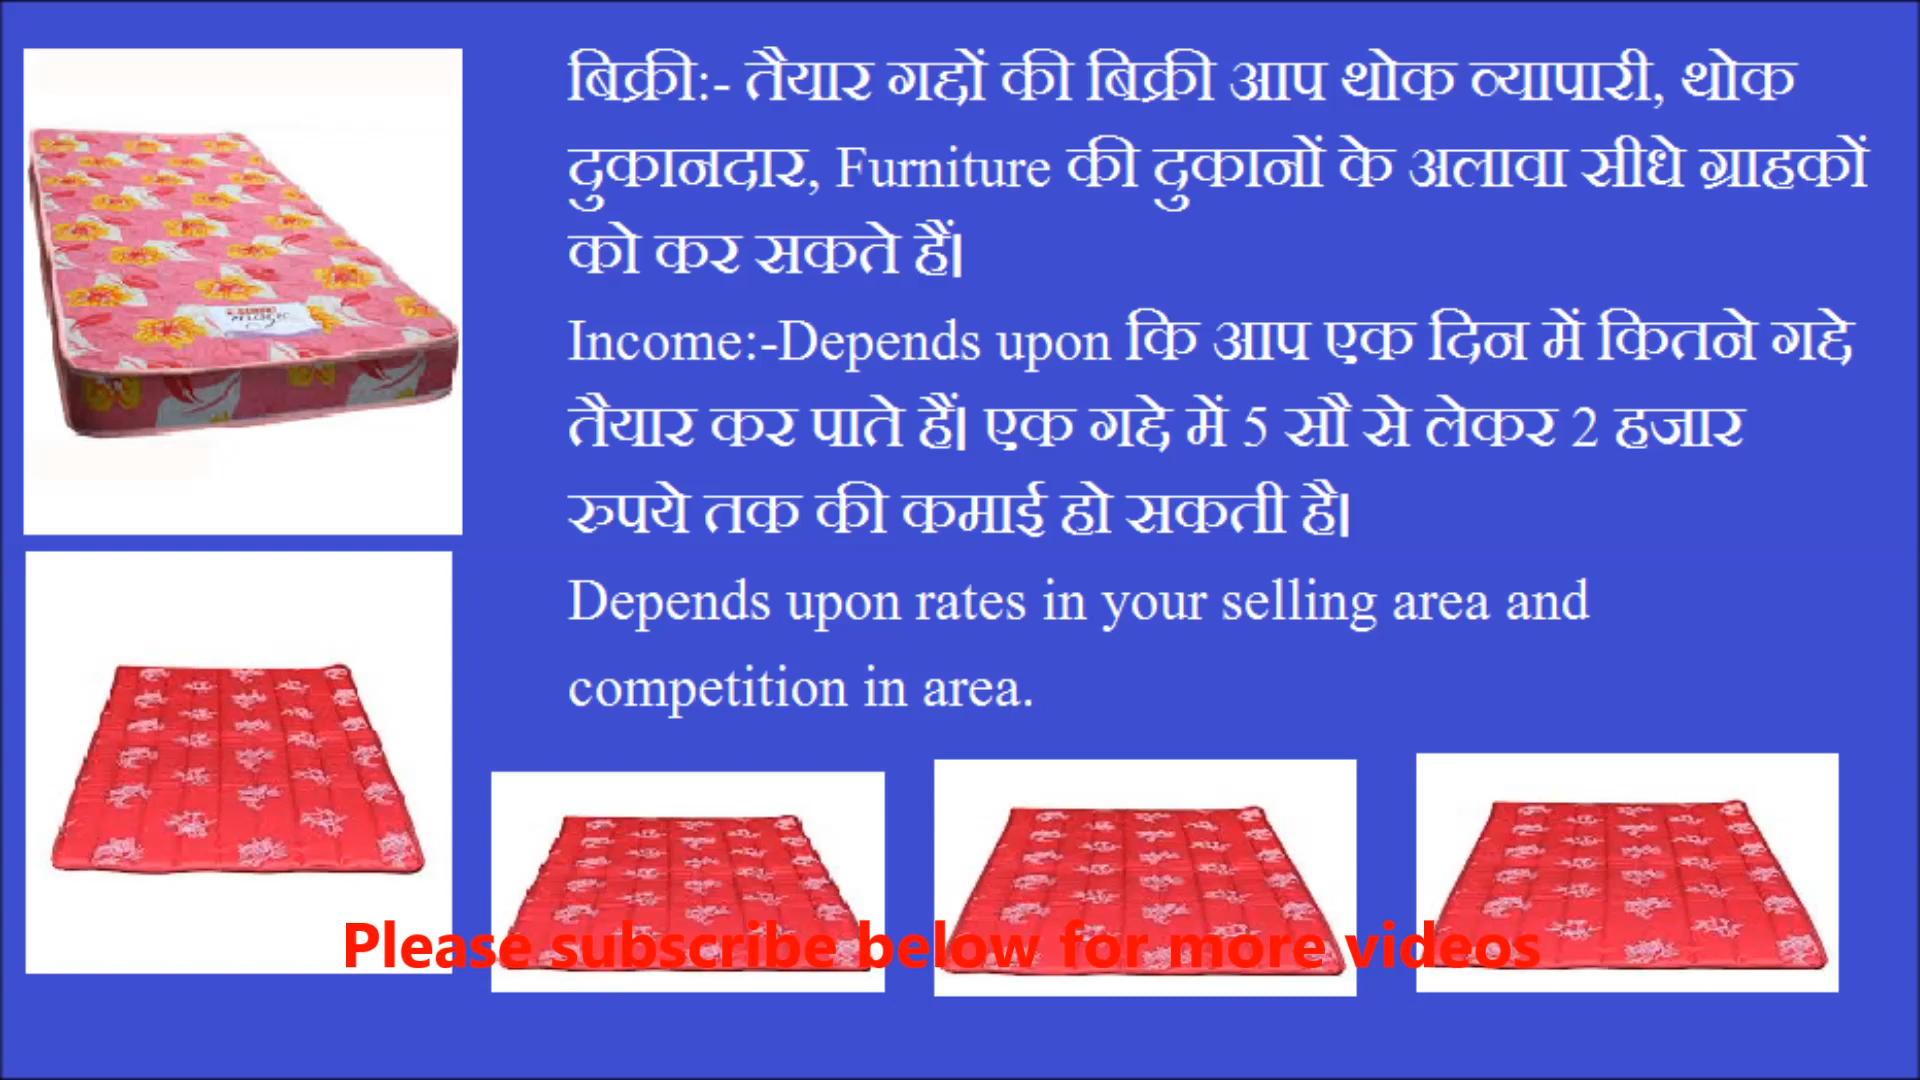 बिक्री:- तैयार गद्दों की बिक्री आप थोक व्यापारी, थोक
दुकानदार, Furniture की दुकानों के अलावा सीधे ग्राहकों
को कर सकते हैं।
Income:-Depends upon कि आप एक दिन में कितने गद्दे
तैयार कर पाते हैं। एक गद्दे में 5 सौ से लेकर 2 हजार
रुपये तक की कमाई हो सकती है।
Depends upon rates in your selling area and
competition in area.
Please subscribe below for more videos